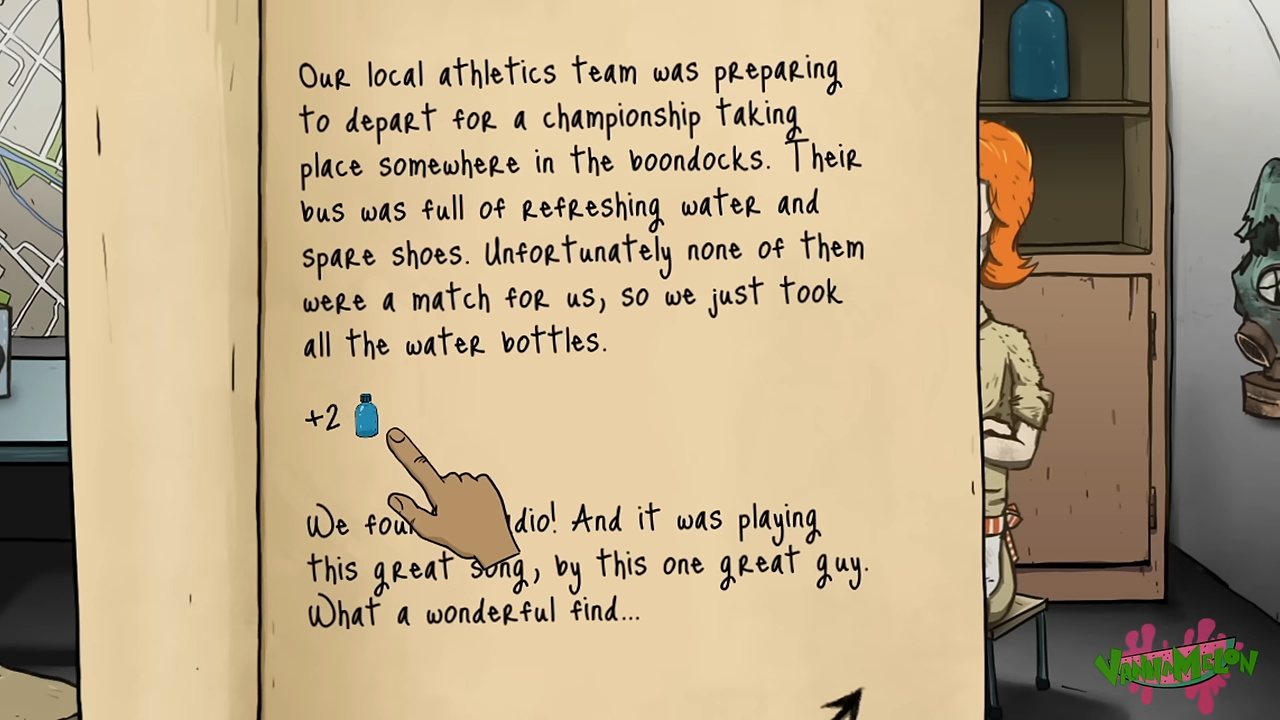 Our local athletics team was preparing
to depart for a championship taking
place somewhere in the boondocks. Their
bus was full of refreshing water and
spare shoes. Unfortunately none of them
were a match for us, so we just took
all the water bottles.
+2
We dio! And it was playing
this great song, by this one great guy.
What a wonderful find...
VANNAMELON